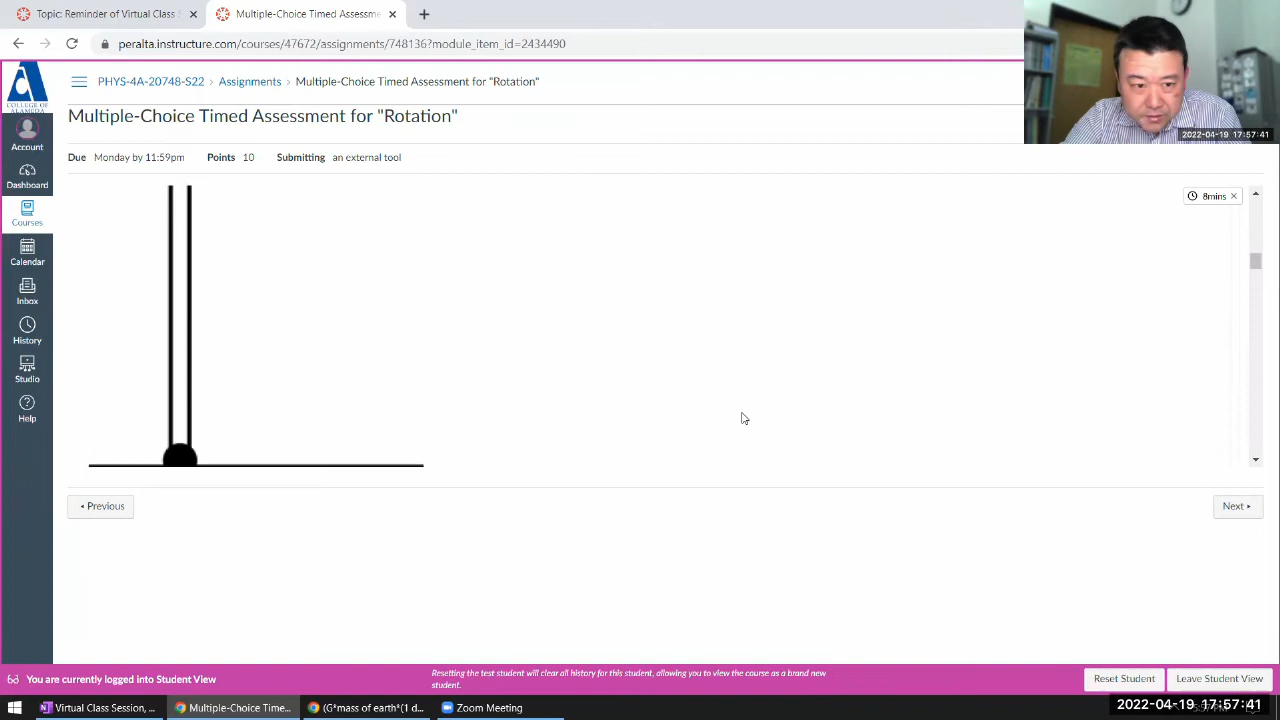 Topic: Reminder of Virtual Class S
Multiple-Choice Timed Assessme
peralta.instructure.com/courses/47672/assignments/748136?module_item_id=2434490
COLLEGE OF
ALAMEDA
PHYS-4A-20748-S22 › Assignments › Multiple-Choice Timed Assessment for "Rotation"
Multiple-Choice Timed Assessment for "Rotation"
2022-04-19 17:57:41
Due Monday by 11:59pm Points 10 Submitting an external tool
Account
Dashboard
Courses
Calendar
Inbox
History
Studio
Help
8mins
Previous
Next
You are currently logged into Student View
Resetting the test student will clear all history for this student, allowing you to view the course as a brand new
student.
Reset Student
Leave Student View
Virtual Class Session, ...
Multiple-Choice Time...
(G*mass of earth*(1 d...
Zoom Meeting
2022-04-19 17:57:41